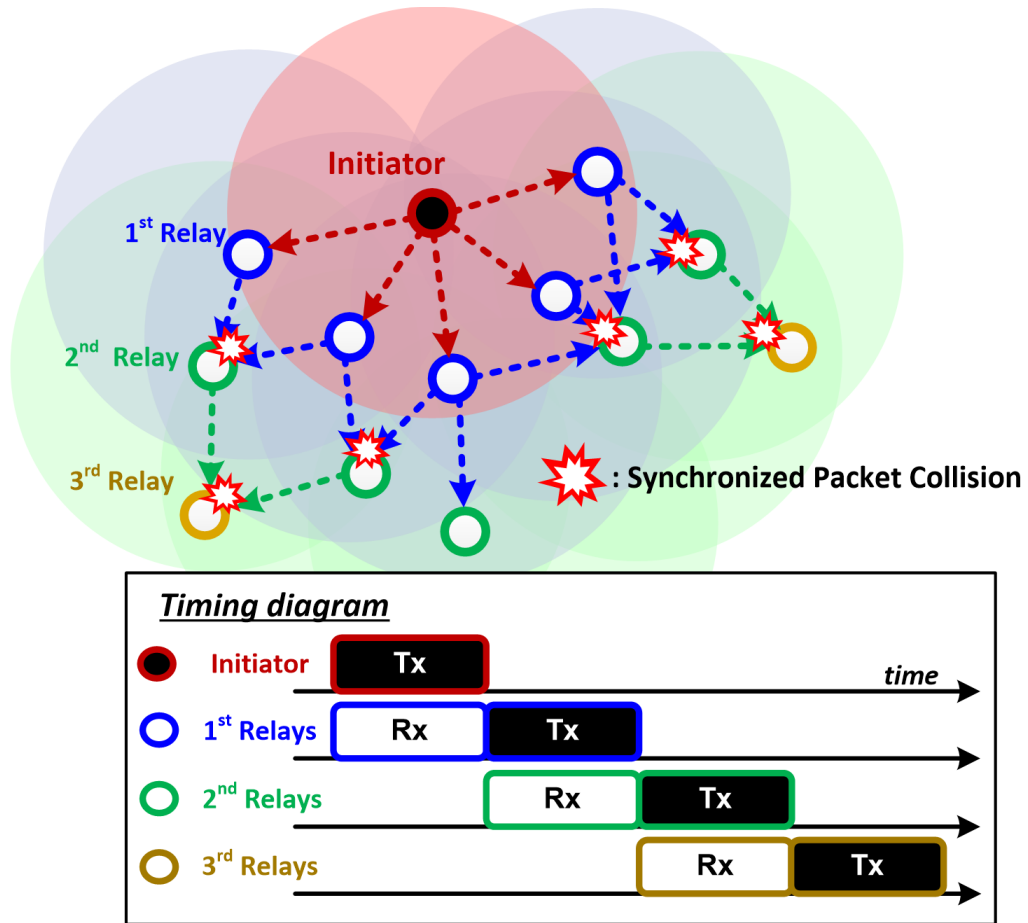 Initiator
1st Relay
2nd Relay
3rd Relay
: Synchronized Packet Collision
Timing diagram
Initiator
Tx
time
1st Relays
Rx
Tx
2nd Relays
Rx
Tx
3rd Relays
Rx
Tx